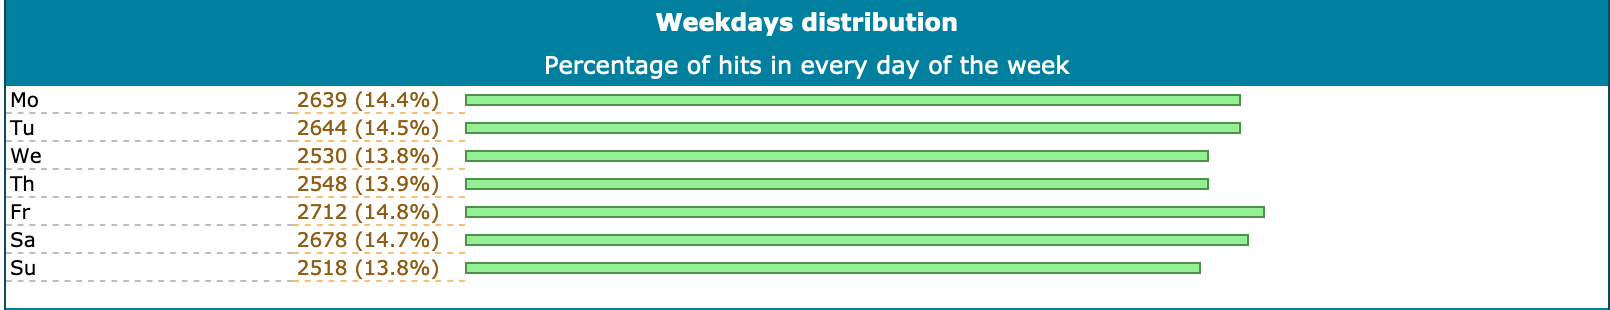 Weekdays distribution
Percentage of hits in every day of the week
Mo 2639 (14.4%)
Tu 2644 (14.5%)
We 2530 (13.8%)
Th 2548 (13.9%)
Fr 2712 (14.8%)
Sa 2678 (14.7%)
Su 2518 (13.8%)